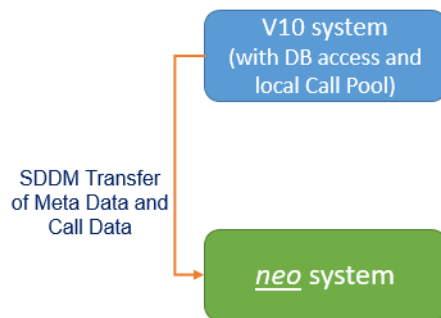 V10 system
(with DB access and
local Call Pool)
SDDM Transfer
of Meta Data and
Call Data
neo system